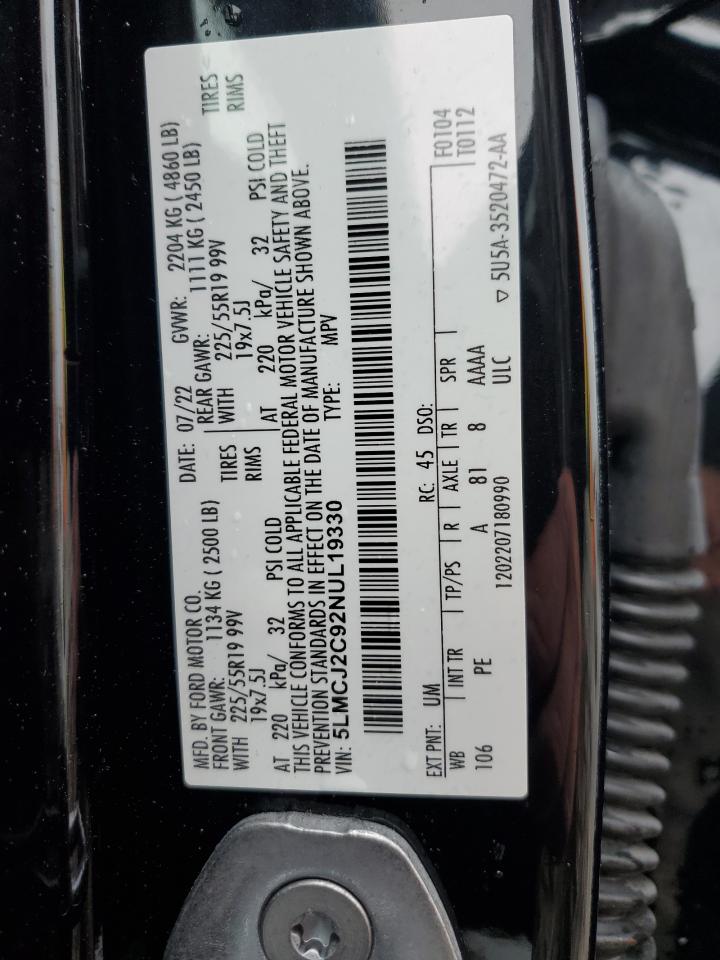 MFD. BY FORD MOTOR CO.
DATE: 07/22 GVWR: 2204 KG ( 4860 LB)
FRONT GAWR: 1134 KG ( 2500 LB) REAR GAWR: 1111 KG ( 2450 LB)
WITH 225/55R19 99V TIRES WITH 225/55R19 99V TIRES
19x7.5J RIMS 19x7.5J RIMS
AT 220 kPa/ 32 PSI COLD AT 220 kPa/ 32 PSI COLD
THIS VEHICLE CONFORMS TO ALL APPLICABLE FEDERAL MOTOR VEHICLE SAFETY AND THEFT
PREVENTION STANDARDS IN EFFECT ON THE DATE OF MANUFACTURE SHOWN ABOVE.
VIN: 5LMCJ2C92NUL19330 TYPE: MPV
EXT PNT: UM RC: 45 DSO: F0104
WB INT TR TP/PS R AXLE TR SPR T0112
106 PE A 81 8 AAAA
1202207180990 ULC ▽ 5U5A-3520472-AA